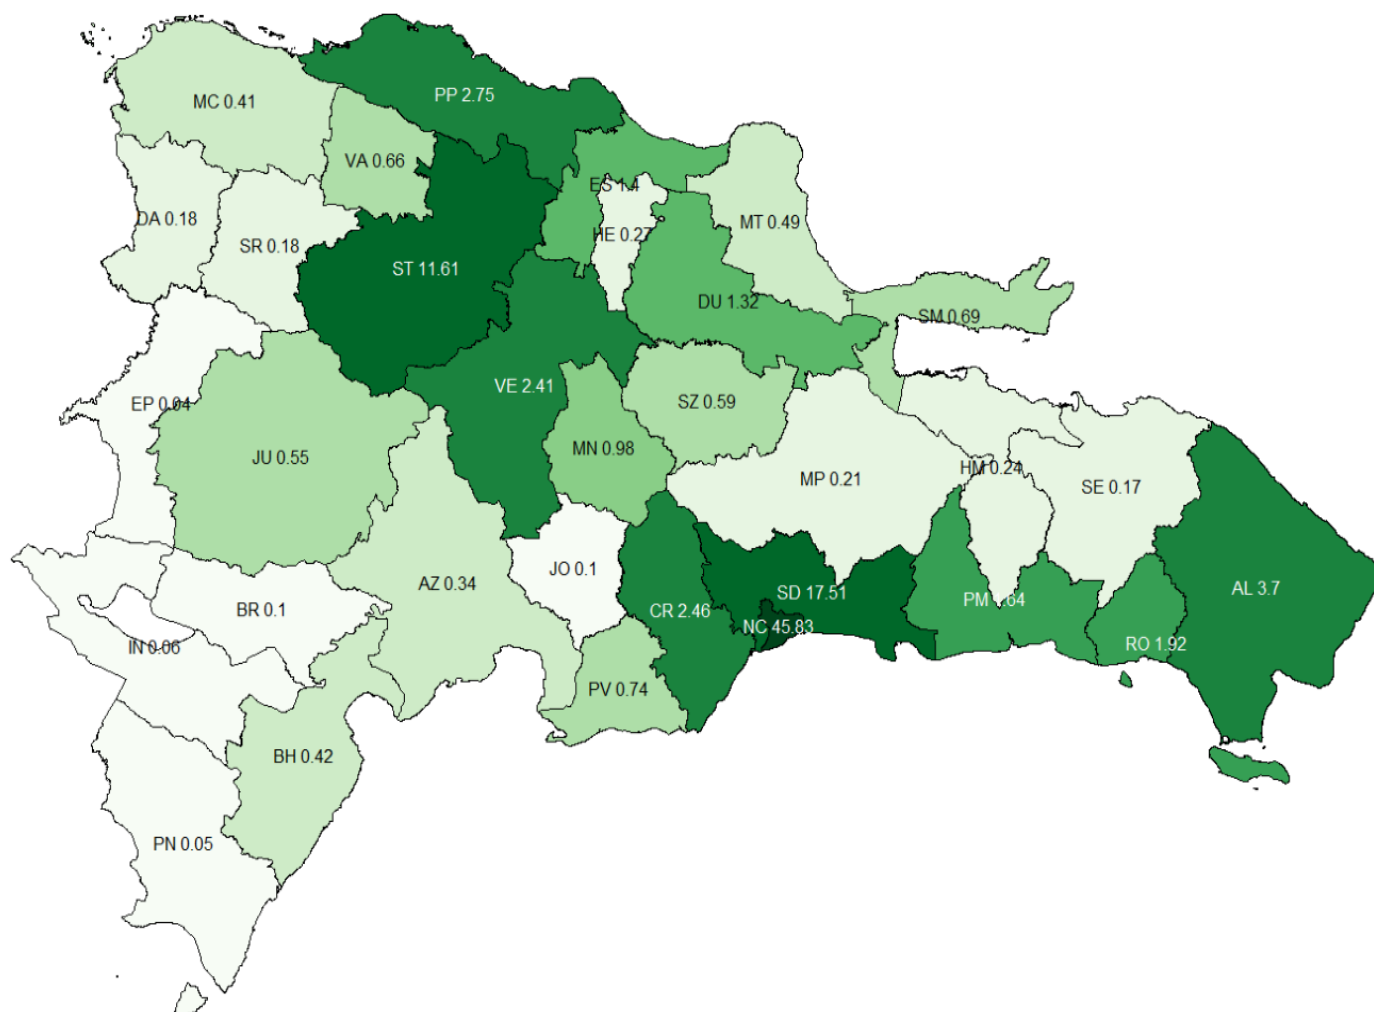 PP 2.75
MC 0.41
VA 0.66
ES 1.4
DA 0.18
MT 0.49
HE 0.27
SR 0.18
ST 11.61
DU 1.32
SM 0.69
VE 2.41
EP 0.04
SZ 0.59
MN 0.98
JU 0.55
HM 0.24
MP 0.21
SE 0.17
JO 0.1
AZ 0.34
AL 3.7
SD 17.51
PM 1.64
BR 0.1
CR 2.46
NC 45.83
RO 1.92
IN 0.06
PV 0.74
BH 0.42
PN 0.05